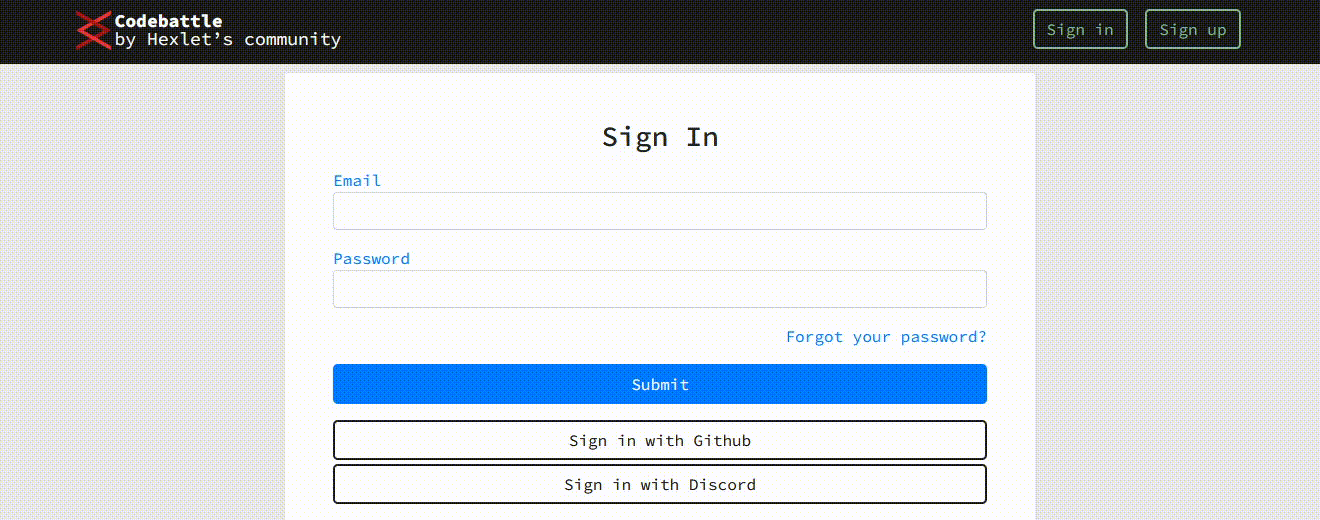 Codebattle
by Hexlet’s community
Sign in
Sign up
Sign In
Email
Password
Forgot your password?
Submit
Sign in with Github
Sign in with Discord